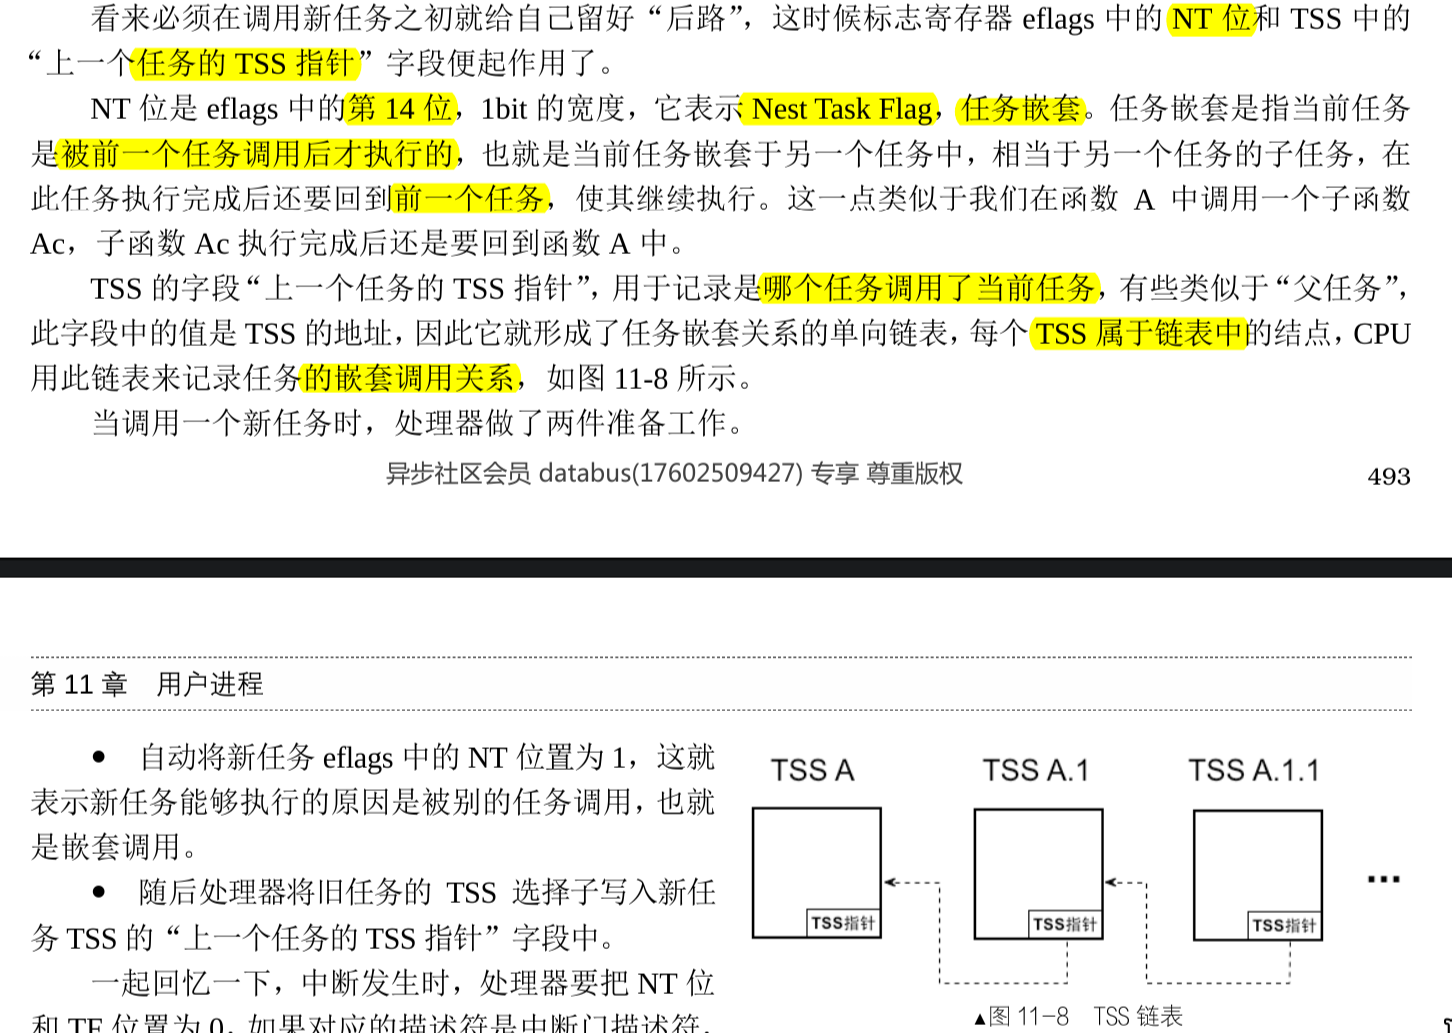 看来必须在调用新任务之初就给自己留好“后路”，这时候标志寄存器 eflags 中的 NT 位和 TSS 中的
“上一个任务的 TSS 指针”字段便起作用了。
NT 位是 eflags 中的第 14 位，1bit 的宽度，它表示 Nest Task Flag，任务嵌套。任务嵌套是指当前任务
是被前一个任务调用后才执行的，也就是当前任务嵌套于另一个任务中，相当于另一个任务的子任务，在
此任务执行完成后还要回到前一个任务，使其继续执行。这一点类似于我们在函数 A 中调用一个子函数
Ac，子函数 Ac 执行完成后还是要回到函数 A 中。
TSS 的字段“上一个任务的 TSS 指针”，用于记录是哪个任务调用了当前任务，有些类似于“父任务”，
此字段中的值是 TSS 的地址，因此它就形成了任务嵌套关系的单向链表，每个 TSS 属于链表中的结点，CPU
用此链表来记录任务的嵌套调用关系，如图 11-8 所示。
当调用一个新任务时，处理器做了两件准备工作。
异步社区会员 databus(17602509427) 专享 尊重版权
493
第 11 章 用户进程
● 自动将新任务 eflags 中的 NT 位置为 1，这就
表示新任务能够执行的原因是被别的任务调用，也就
是嵌套调用。
● 随后处理器将旧任务的 TSS 选择子写入新任
务 TSS 的“上一个任务的 TSS 指针”字段中。
一起回忆一下，中断发生时，处理器要把 NT 位
和 TF 位置为 0，如果对应的描述符是中断门描述符，
TSS A
TSS A.1
TSS A.1.1
TSS指针
TSS指针
TSS指针
...
▲图 11-8 TSS 链表